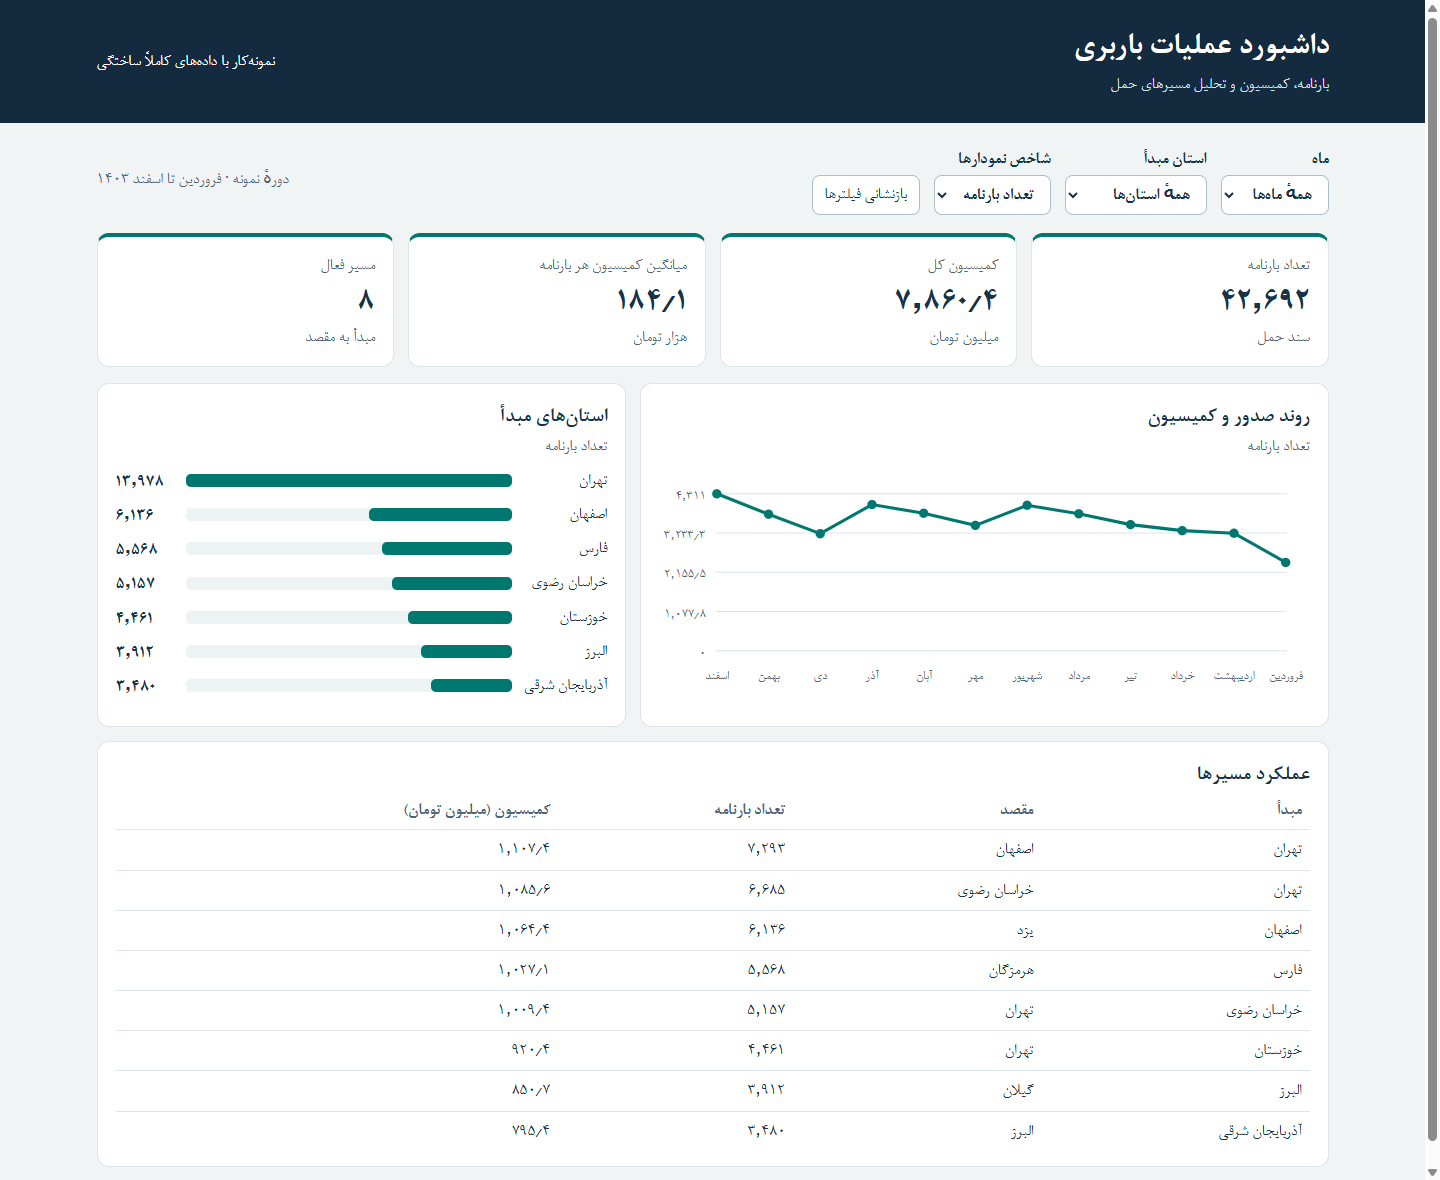 داشبورد عملیات باربری
بارنامه، کمیسیون و تحلیل مسیرهای حمل
نمونه‌کار با داده‌های کاملاً ساختگی
ماه
همهٔ ماه‌ها
استان مبدأ
همهٔ استان‌ها
شاخص نمودارها
تعداد بارنامه
بازنشانی فیلترها
دورهٔ نمونه · فروردین تا اسفند ۱۴۰۳
تعداد بارنامه
۴۲,۶۹۲
سند حمل
کمیسیون کل
۷,۸۶۰٫۴
میلیون تومان
میانگین کمیسیون هر بارنامه
۱۸۴٫۱
هزار تومان
مسیر فعال
۸
مبدأ به مقصد
روند صدور و کمیسیون
تعداد بارنامه
۴,۳۱۱
۳,۲۳۳٫۳
۲,۱۵۵٫۵
۱,۰۷۷٫۸
۰
فروردین اردیبهشت خرداد تیر مرداد شهریور مهر آبان آذر دی بهمن اسفند
استان‌های مبدأ
تعداد بارنامه
تهران ۱۳,۹۷۸
اصفهان ۶,۱۳۶
فارس ۵,۵۶۸
خراسان رضوی ۵,۱۵۷
خوزستان ۴,۴۶۱
البرز ۳,۹۱۲
آذربایجان شرقی ۳,۴۸۰
عملکرد مسیرها
مبدأ مقصد تعداد بارنامه کمیسیون (میلیون تومان)
تهران اصفهان ۷,۲۹۳ ۱,۱۰۷٫۴
تهران خراسان رضوی ۶,۶۸۵ ۱,۰۸۵٫۶
اصفهان یزد ۶,۱۳۶ ۱,۰۶۴٫۴
فارس هرمزگان ۵,۵۶۸ ۱,۰۲۷٫۱
خراسان رضوی تهران ۵,۱۵۷ ۱,۰۰۹٫۴
خوزستان تهران ۴,۴۶۱ ۹۲۰٫۴
البرز گیلان ۳,۹۱۲ ۸۵۰٫۷
آذربایجان شرقی البرز ۳,۴۸۰ ۷۹۵٫۴